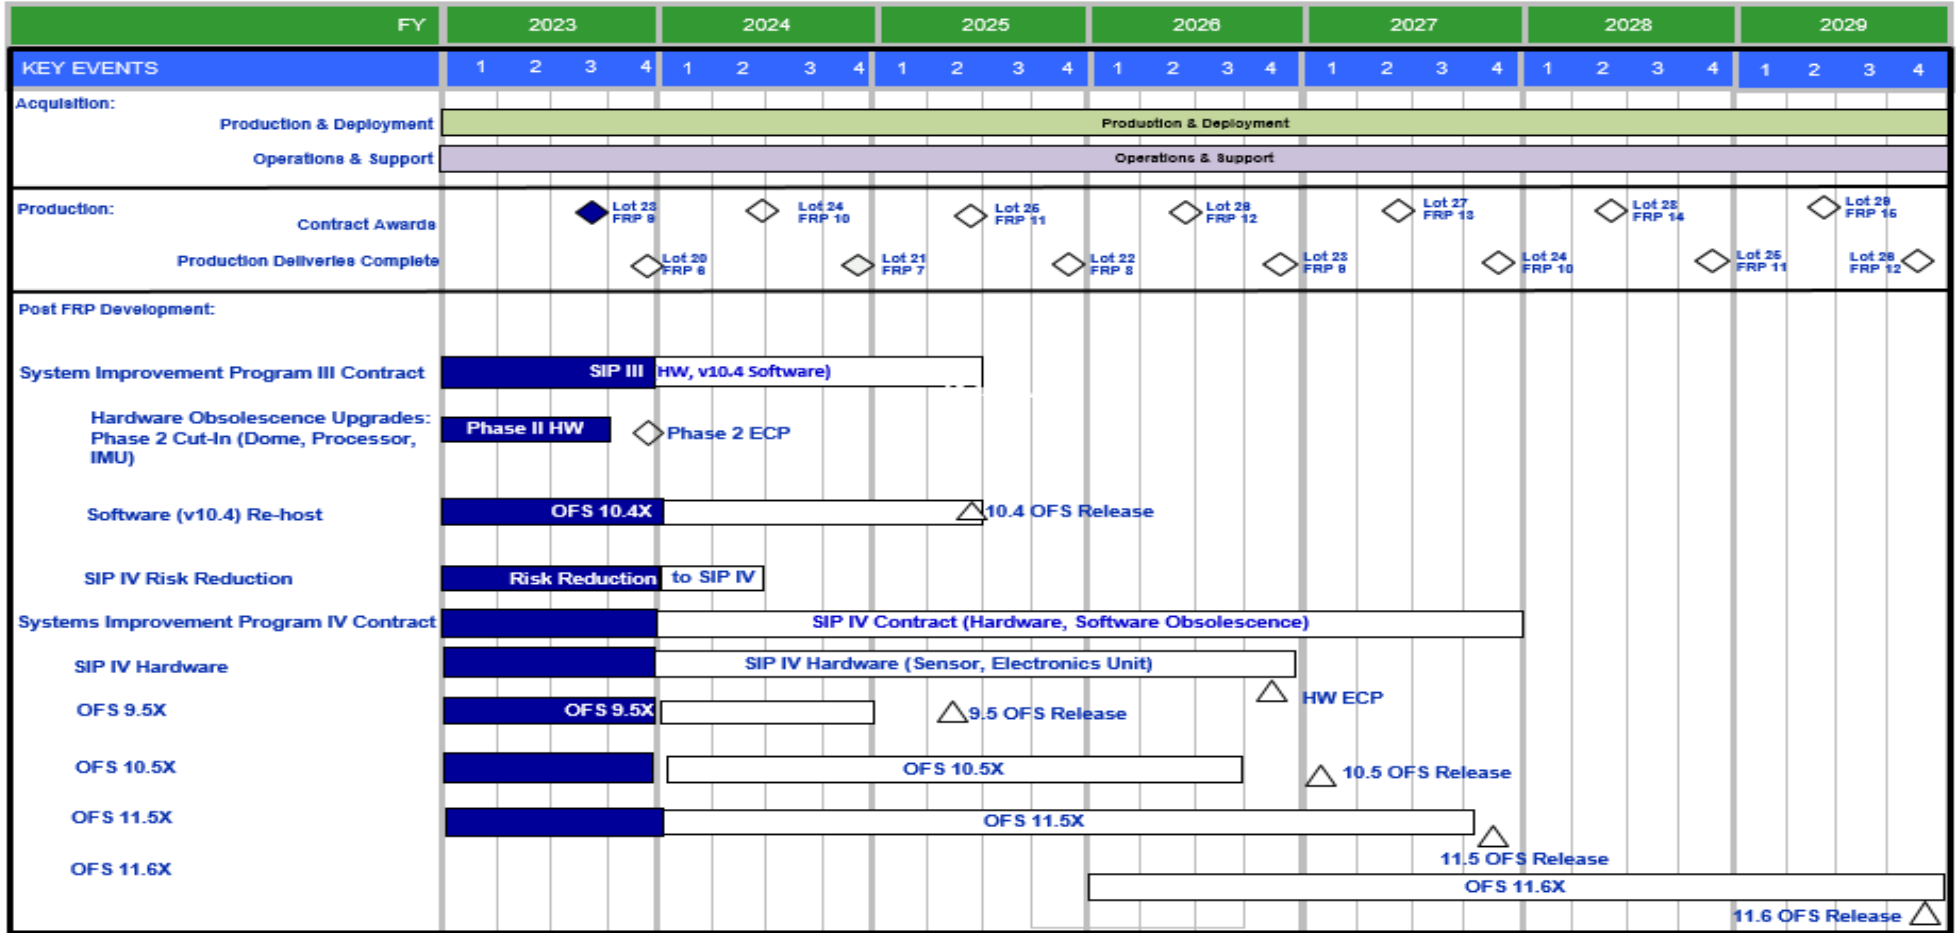 FY 2023 2024 2025 2026 2027 2028 2029
KEY EVENTS 1 2 3 4 1 2 3 4 1 2 3 4 1 2 3 4 1 2 3 4 1 2 3 4 1 2 3 4
Acquisition:
Production & Deployment
Production & Deployment
Operations & Support
Operations & Support
Production:
Contract Awards
Lot 23
FRP 9
Lot 24
FRP 10
Lot 25
FRP 11
Lot 26
FRP 12
Lot 27
FRP 13
Lot 28
FRP 14
Lot 29
FRP 15
Production Deliveries Complete
Lot 20
FRP 6
Lot 21
FRP 7
Lot 22
FRP 8
Lot 23
FRP 9
Lot 24
FRP 10
Lot 25
FRP 11
Lot 26
FRP 12
Post FRP Development:
System Improvement Program III Contract
SIP III HW, v10.4 Software)
Hardware Obsolescence Upgrades:
Phase 2 Cut-In (Dome, Processor,
IMU)
Phase II HW
Phase 2 ECP
Software (v10.4) Re-host
OFS 10.4X
10.4 OFS Release
SIP IV Risk Reduction
Risk Reduction to SIP IV
Systems Improvement Program IV Contract
SIP IV Contract (Hardware, Software Obsolescence)
SIP IV Hardware
SIP IV Hardware (Sensor, Electronics Unit)
HW ECP
OFS 9.5X
OFS 9.5X
9.5 OFS Release
OFS 10.5X
OFS 10.5X
10.5 OFS Release
OFS 11.5X
OFS 11.5X
11.5 OFS Release
OFS 11.6X
OFS 11.6X
11.6 OFS Release